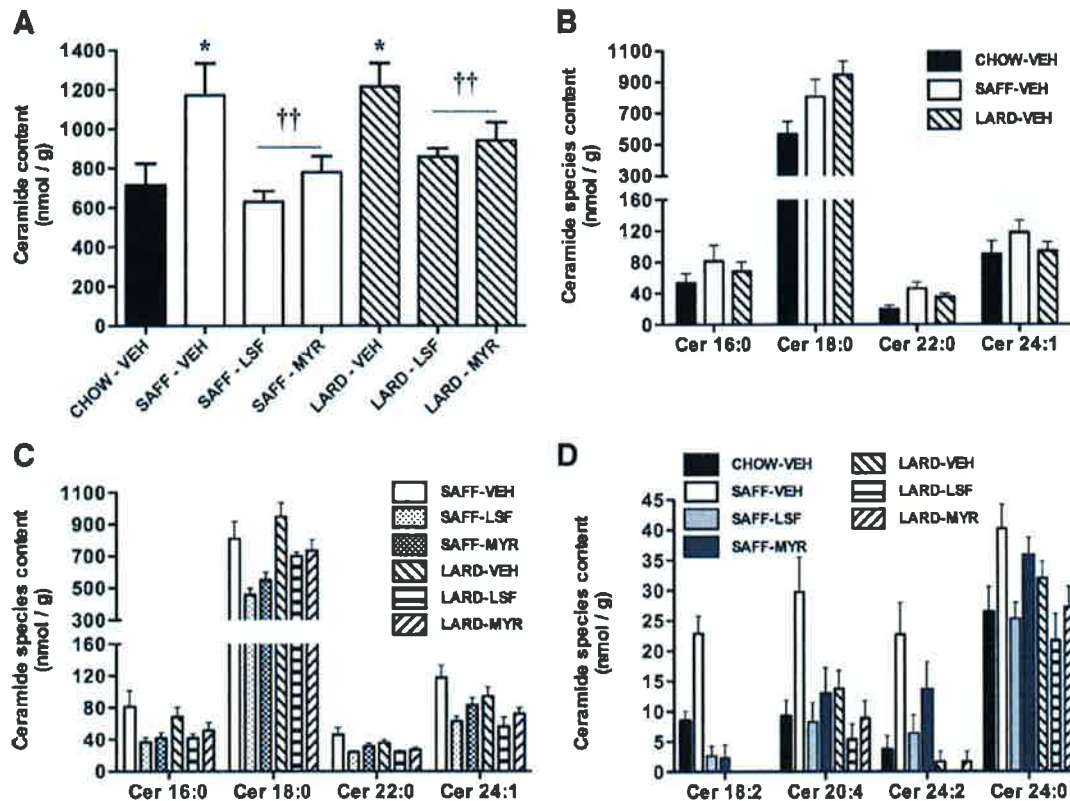 A
Ceramide content
(nmol / g)
1400
1200
1000
800
600
400
200
0
*
††
*
††
CHOW - VEH
SAFF - VEH
SAFF - LSF
SAFF - MYR
LARD - VEH
LARD - LSF
LARD - MYR
B
Ceramide species content
(nmol / g)
1100
900
700
500
300
160
120
80
40
0
CHOW-VEH
SAFF-VEH
LARD-VEH
Cer 16:0 Cer 18:0 Cer 22:0 Cer 24:1
C
Ceramide species content
(nmol / g)
1100
900
700
500
300
160
120
80
40
0
SAFF-VEH
SAFF-LSF
SAFF-MYR
LARD-VEH
LARD-LSF
LARD-MYR
Cer 16:0 Cer 18:0 Cer 22:0 Cer 24:1
D
Ceramide species content
(nmol / g)
CHOW-VEH
SAFF-VEH
SAFF-LSF
SAFF-MYR
LARD-VEH
LARD-LSF
LARD-MYR
45
40
35
30
25
20
15
10
5
0
Cer 18:2 Cer 20:4 Cer 24:2 Cer 24:0